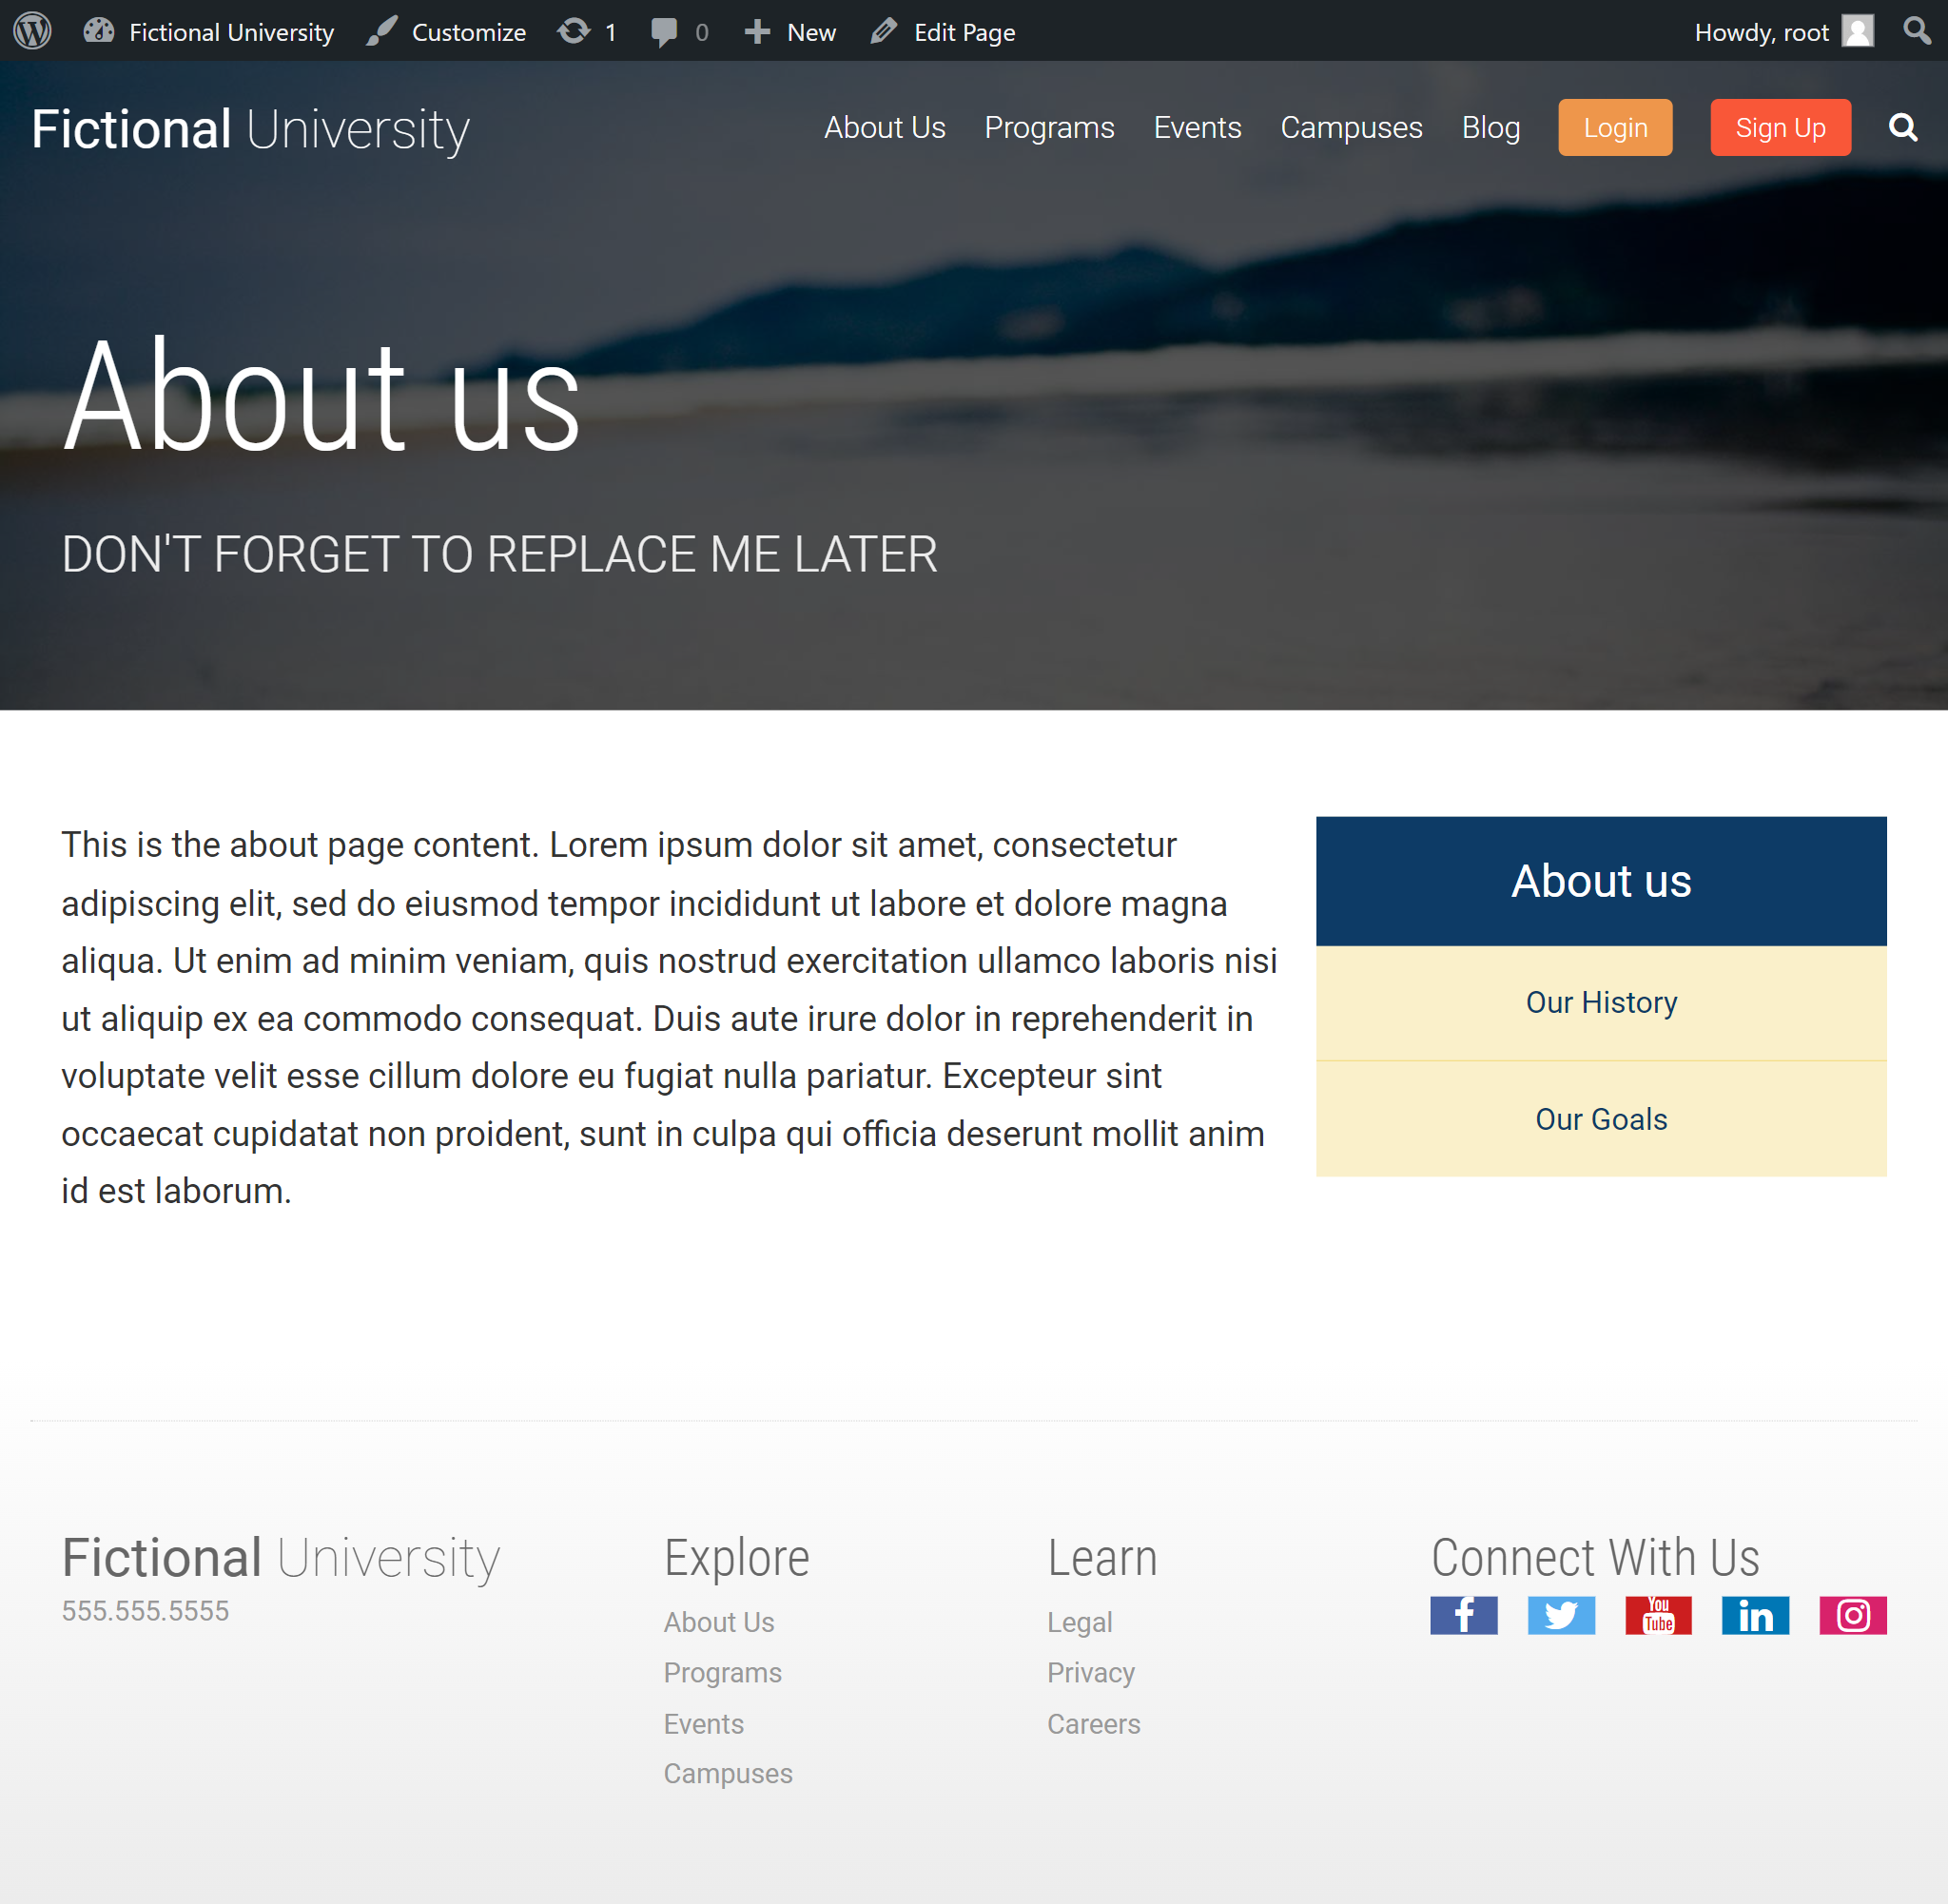 Fictional University Customize 1 0 New Edit Page Howdy, root
Fictional University About Us Programs Events Campuses Blog Login Sign Up
About us
DON'T FORGET TO REPLACE ME LATER
This is the about page content. Lorem ipsum dolor sit amet, consectetur
adipiscing elit, sed do eiusmod tempor incididunt ut labore et dolore magna
aliqua. Ut enim ad minim veniam, quis nostrud exercitation ullamco laboris nisi
ut aliquip ex ea commodo consequat. Duis aute irure dolor in reprehenderit in
voluptate velit esse cillum dolore eu fugiat nulla pariatur. Excepteur sint
occaecat cupidatat non proident, sunt in culpa qui officia deserunt mollit anim
id est laborum.
About us
Our History
Our Goals
Fictional University
555.555.5555
Explore
About Us
Programs
Events
Campuses
Learn
Legal
Privacy
Careers
Connect With Us
You
Tube
in